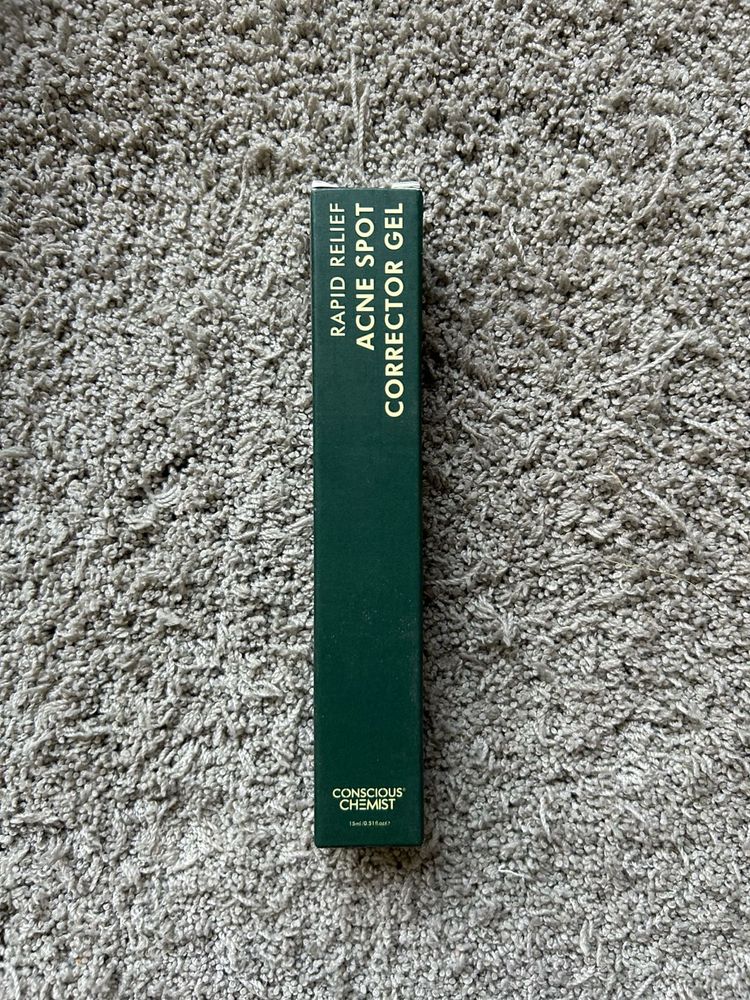 RAPID RELIEF
ACNE SPOT
CORRECTOR GEL
CONSCIOUS®
CHEMIST
15ml/0.51fl.oz℮